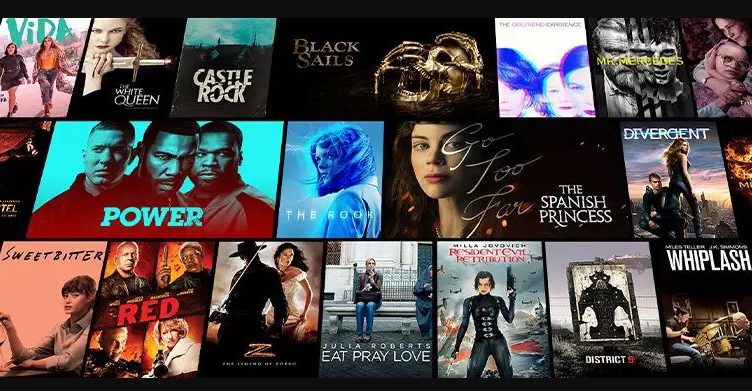 ViDA
THE
WHITE
QUEEN
CASTLE
ROCK
BLACK
SAILS
THE GIRLFRIEND EXPERIENCE
MR. MERCEDES
POWER
THE ROOK
Go
Too
Far
THE
SPANISH
PRINCESS
DIVERGENT
SWEETBITTER
RED
Z
THE LEGEND OF ZORRO
JULIA ROBERTS
EAT PRAY LOVE
MILLA JOVOVICH
RESIDENT EVIL
RETRIBUTION
DISTRICT 9
MILES TELLER J.K. SIMMONS
WHIPLASH